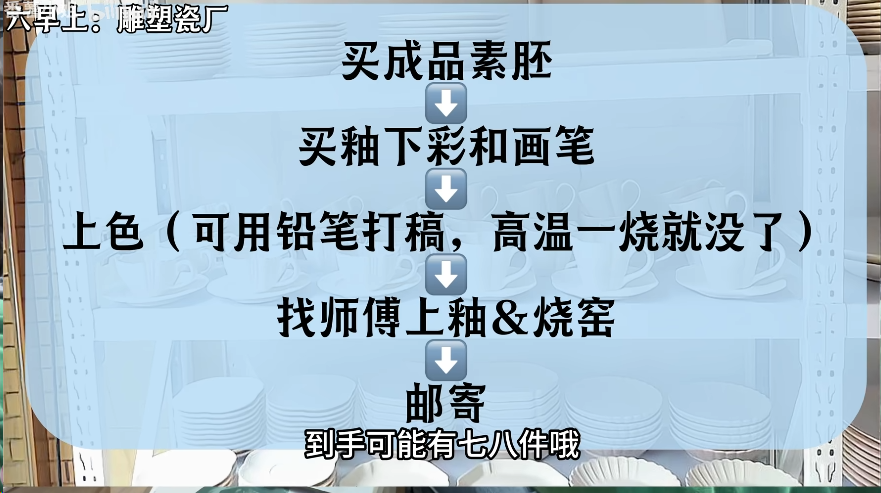 六早上：雕塑瓷厂
买成品素胚
买釉下彩和画笔
上色（可用铅笔打稿，高温一烧就没了）
找师傅上釉&烧窑
邮寄
到手可能有七八件哦